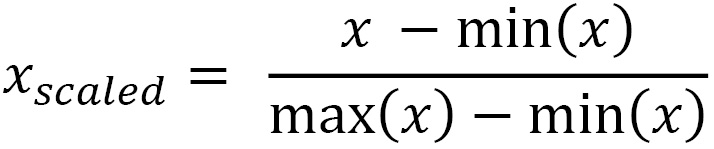 x_scaled = (x − min(x)) / (max(x) − min(x))